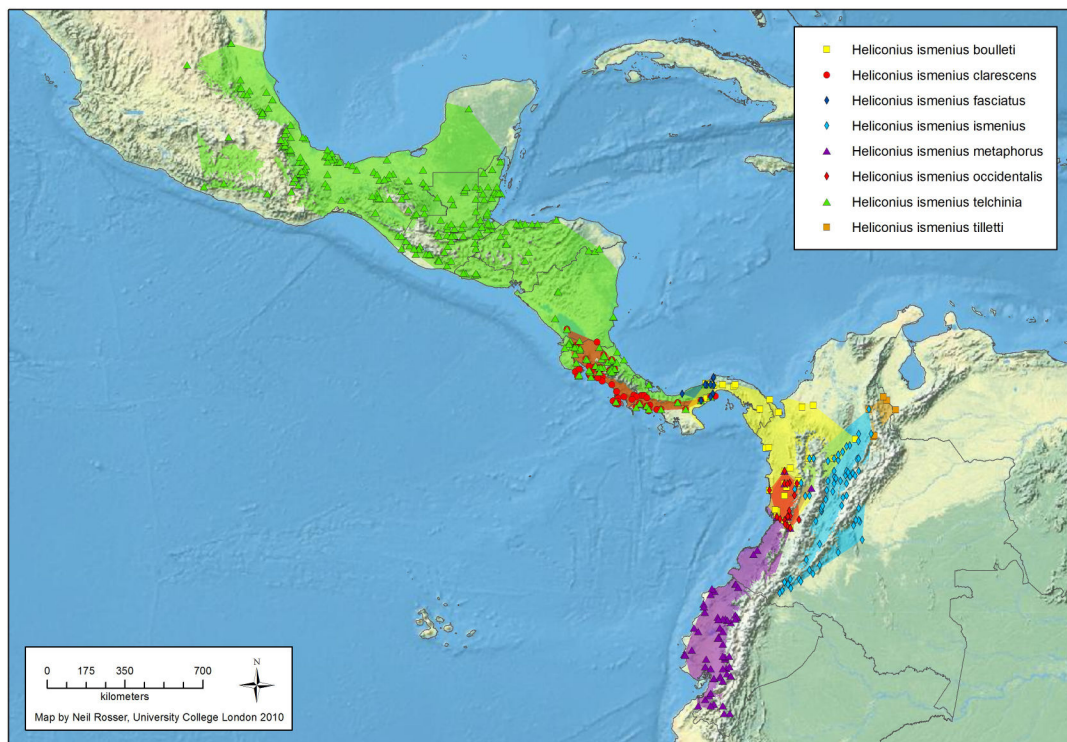 Heliconius ismenius boulleti
Heliconius ismenius clarescens
Heliconius ismenius fasciatus
Heliconius ismenius ismenius
Heliconius ismenius metaphorus
Heliconius ismenius occidentalis
Heliconius ismenius telchinia
Heliconius ismenius tilletti
0 175 350 700
kilometers
N
Map by Neil Rosser, University College London 2010